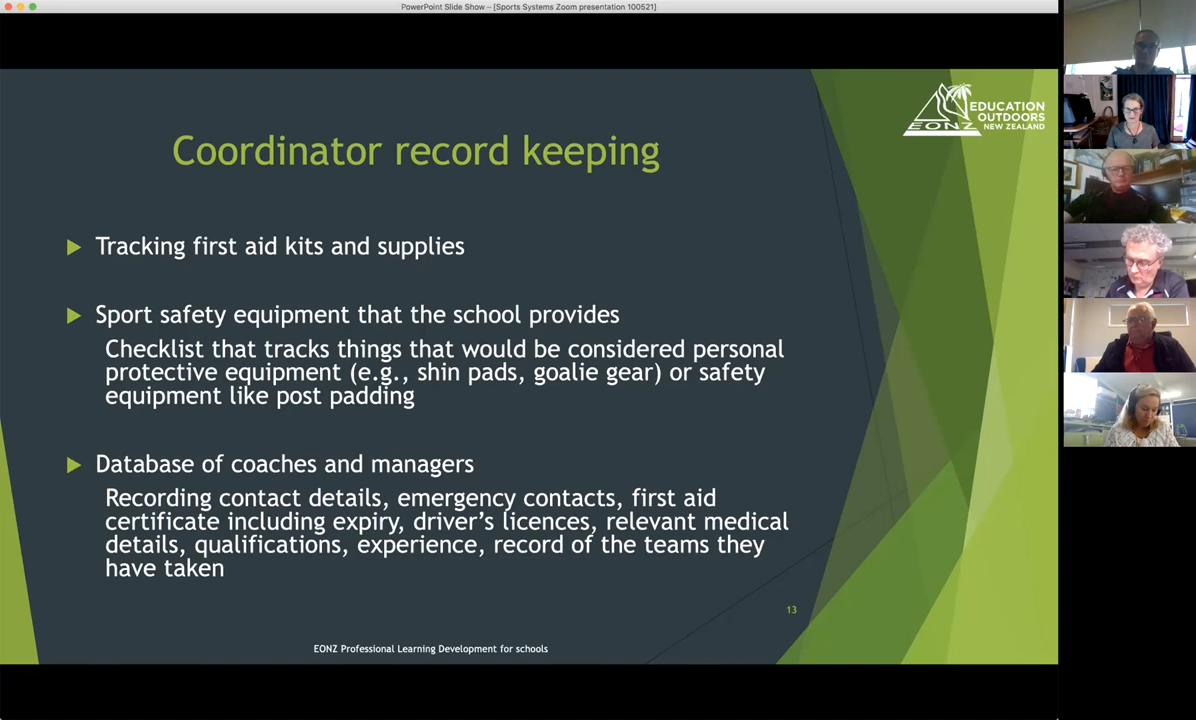 PowerPoint Slide Show – [Sports Systems Zoom presentation 100521]
EDUCATION
OUTDOORS
NEW ZEALAND
EONZ
Coordinator record keeping
Tracking first aid kits and supplies
Sport safety equipment that the school provides
Checklist that tracks things that would be considered personal
protective equipment (e.g., shin pads, goalie gear) or safety
equipment like post padding
Database of coaches and managers
Recording contact details, emergency contacts, first aid
certificate including expiry, driver’s licences, relevant medical
details, qualifications, experience, record of the teams they
have taken
13
EONZ Professional Learning Development for schools